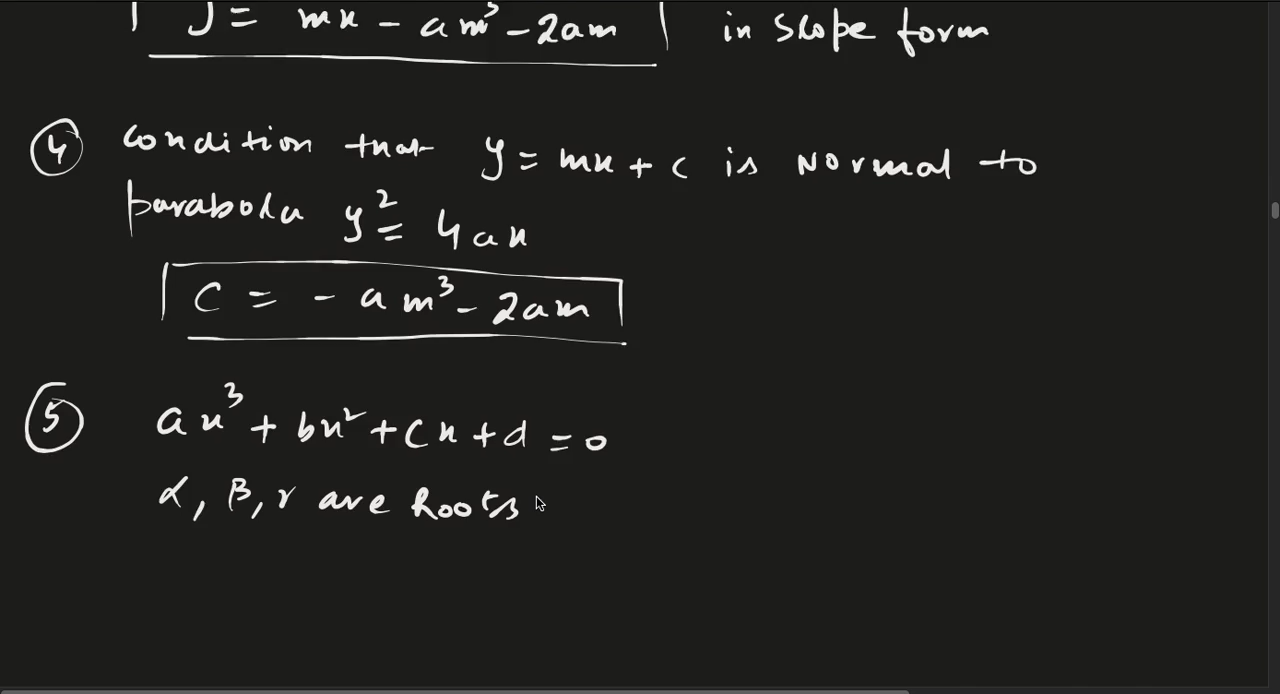 y = mx - am³ - 2am in slope form
④ condition that y = mx + c is normal to
parabola y² = 4ax
C = - am³ - 2am
⑤ ax³ + bx² + cx + d = 0
α, β, γ are Roots